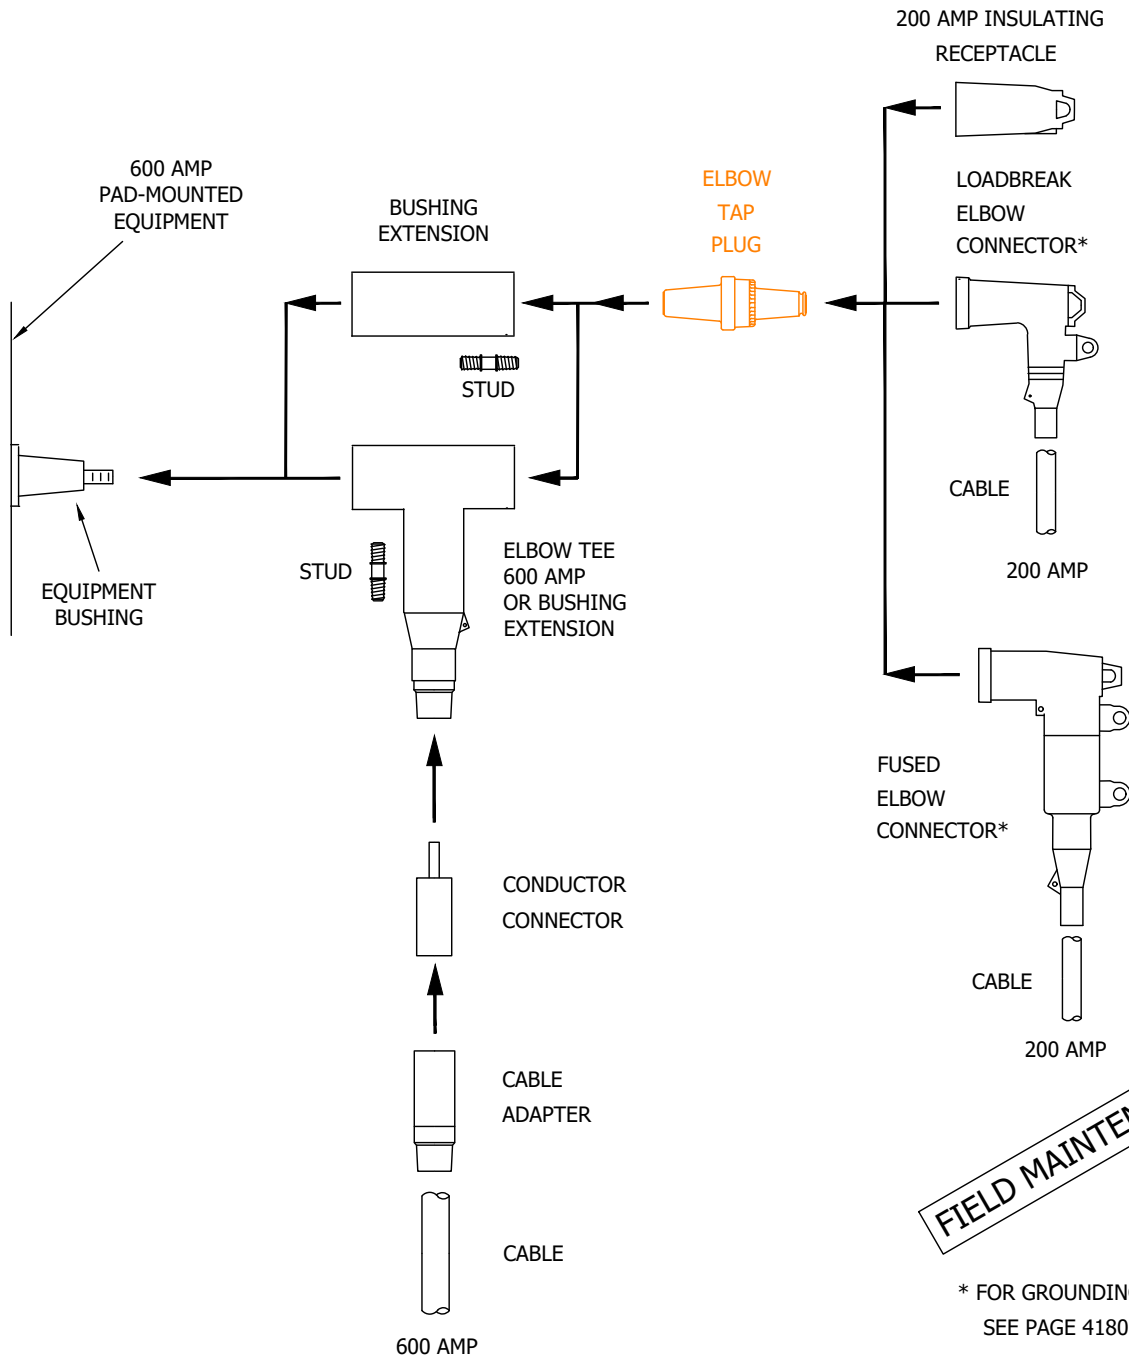 200 AMP INSULATING
RECEPTACLE
600 AMP
PAD-MOUNTED
EQUIPMENT
BUSHING
EXTENSION
ELBOW
TAP
PLUG
LOADBREAK
ELBOW
CONNECTOR*
STUD
CABLE
200 AMP
EQUIPMENT
BUSHING
STUD
ELBOW TEE
600 AMP
OR BUSHING
EXTENSION
FUSED
ELBOW
CONNECTOR*
CONDUCTOR
CONNECTOR
CABLE
200 AMP
CABLE
ADAPTER
FIELD
CABLE
600 AMP
* FOR GROUNDING
SEE PAGE 4180